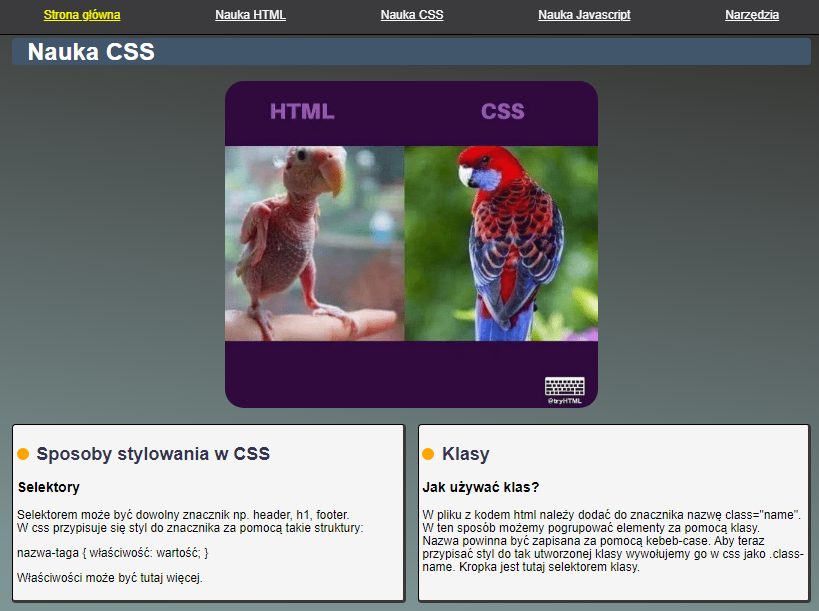 Strona główna Nauka HTML Nauka CSS Nauka Javascript Narzędzia
Nauka CSS
HTML CSS
@tryHTML
Sposoby stylowania w CSS
Selektory
Selektorem może być dowolny znacznik np. header, h1, footer.
W css przypisuje się styl do znacznika za pomocą takie struktury:
nazwa-taga { właściwość: wartość; }
Właściwości może być tutaj więcej.
Klasy
Jak używać klas?
W pliku z kodem html należy dodać do znacznika nazwę class="name".
W ten sposób możemy pogrupować elementy za pomocą klasy.
Nazwa powinna być zapisana za pomocą kebeb-case. Aby teraz
przypisać styl do tak utworzonej klasy wywołujemy go w css jako .class-
name. Kropka jest tutaj selektorem klasy.